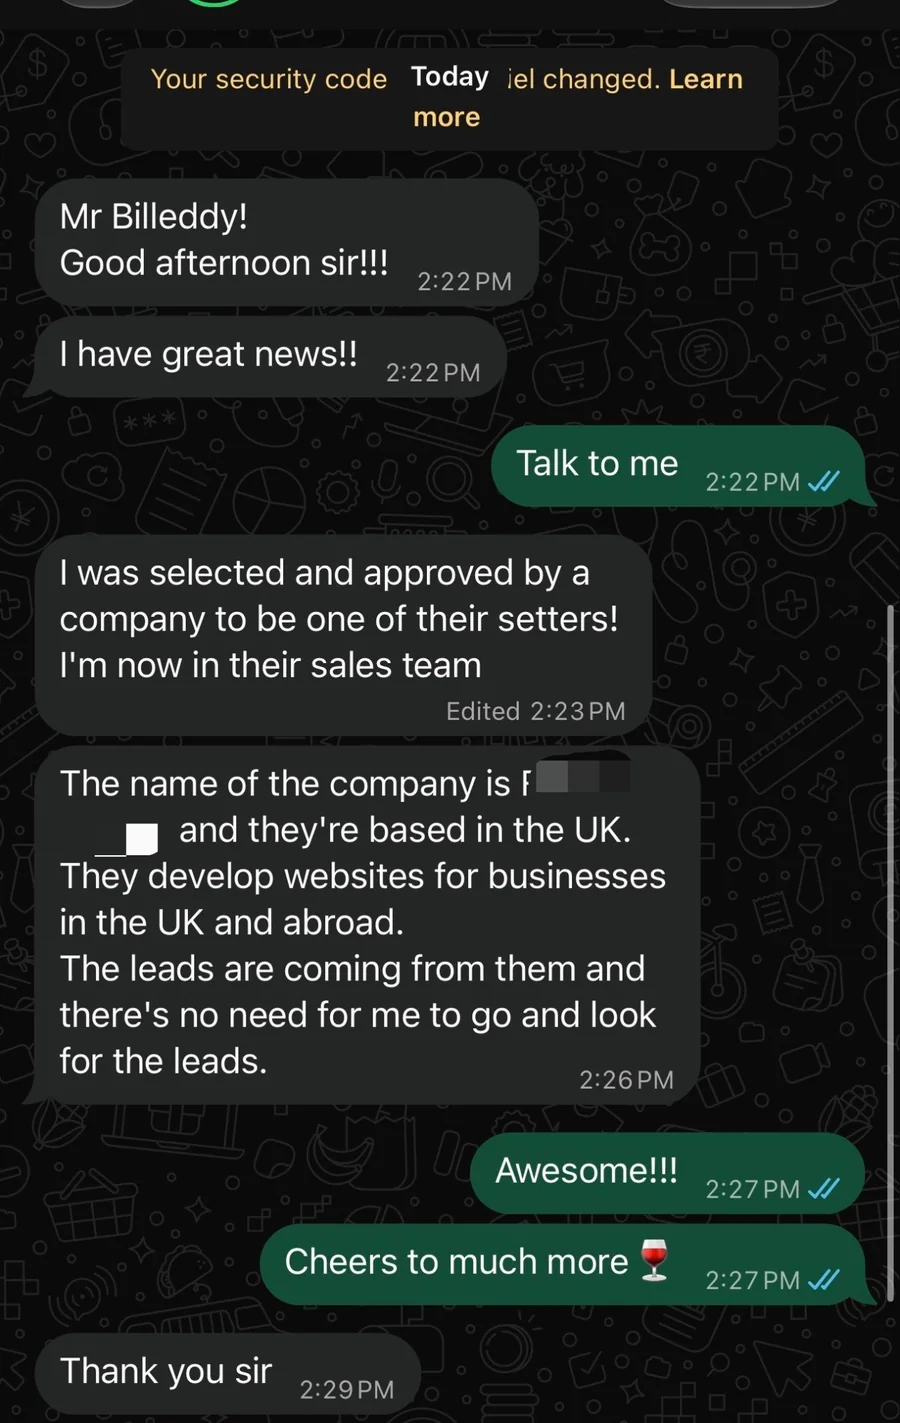 Your security code Today iel changed. Learn
more
Mr Billeddy!
Good afternoon sir!!!
2:22 PM
I have great news!!
2:22 PM
Talk to me
2:22 PM
I was selected and approved by a
company to be one of their setters!
I'm now in their sales team
Edited 2:23 PM
The name of the company is
and they're based in the UK.
They develop websites for businesses
in the UK and abroad.
The leads are coming from them and
there's no need for me to go and look
for the leads.
2:26 PM
Awesome!!!
2:27 PM
Cheers to much more 🍷
2:27 PM
Thank you sir
2:29 PM